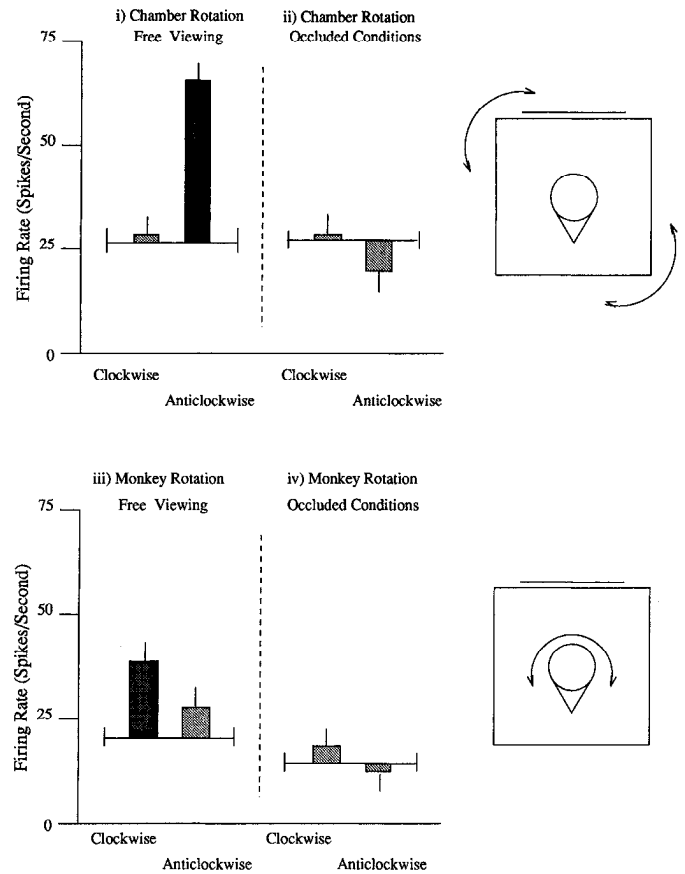 i) Chamber Rotation
Free Viewing
ii) Chamber Rotation
Occluded Conditions
75
50
25
0
Firing Rate (Spikes/Second)
Clockwise
Anticlockwise
Clockwise
Anticlockwise
iii) Monkey Rotation
Free Viewing
iv) Monkey Rotation
Occluded Conditions
75
50
25
0
Firing Rate (Spikes/Second)
Clockwise
Anticlockwise
Clockwise
Anticlockwise